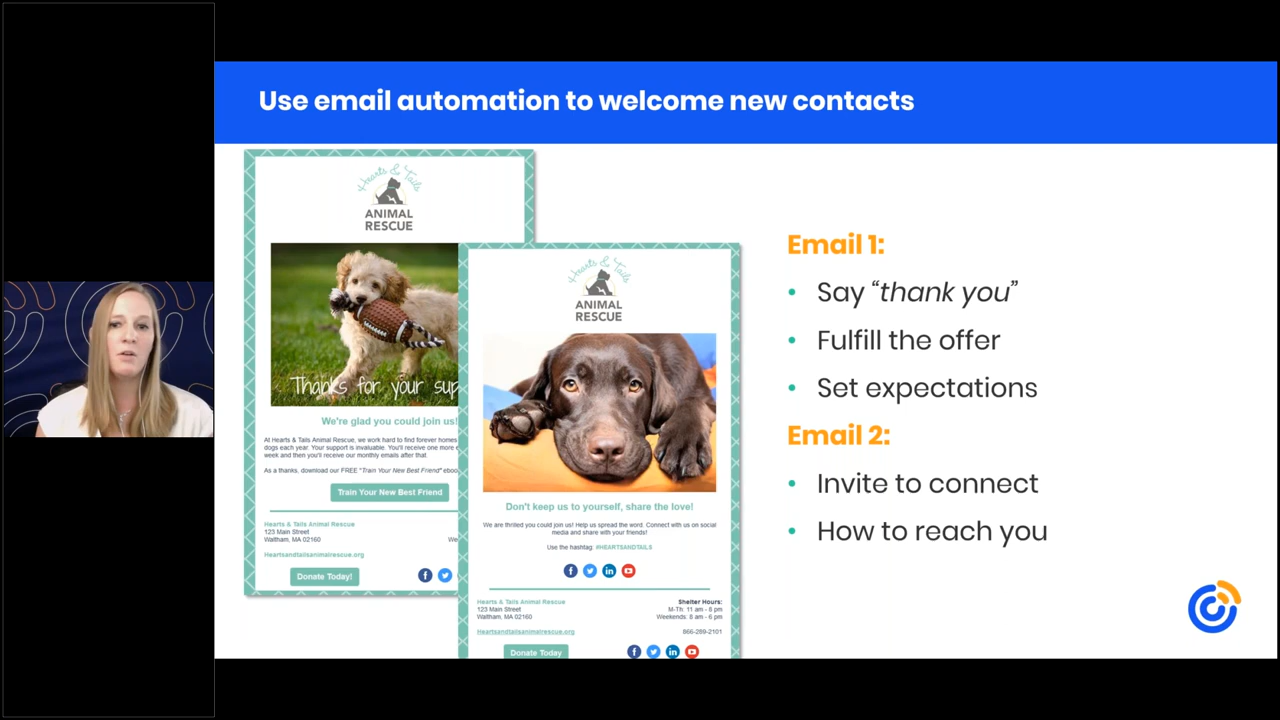 Use email automation to welcome new contacts
Hearts & Tails
ANIMAL
RESCUE
Thanks for your sup
We're glad you could join us!
At Hearts & Tails Animal Rescue, we work hard to find forever homes
dogs each year. Your support is invaluable. You'll receive one more e
week and then you'll receive our monthly emails after that.
As a thanks, download our FREE "Train Your New Best Friend" eboo
Train Your New Best Friend
Hearts & Tails Animal Rescue
123 Main Street
Waltham, MA 02160
We
Heartsandtailsanimalrescue.org
Donate Today!
Hearts & Tails
ANIMAL
RESCUE
Don't keep us to yourself, share the love!
We are thrilled you could join us! Help us spread the word. Connect with us on social
media and share with your friends!
Use the hashtag: #HEARTSANDTAILS
Hearts & Tails Animal Rescue
123 Main Street
Waltham, MA 02160
Shelter Hours:
M-Th: 11 am - 8 pm
Weekends: 8 am - 6 pm
Heartsandtailsanimalrescue.org
866-289-2101
Donate Today
Email 1:
• Say “thank you”
• Fulfill the offer
• Set expectations
Email 2:
• Invite to connect
• How to reach you